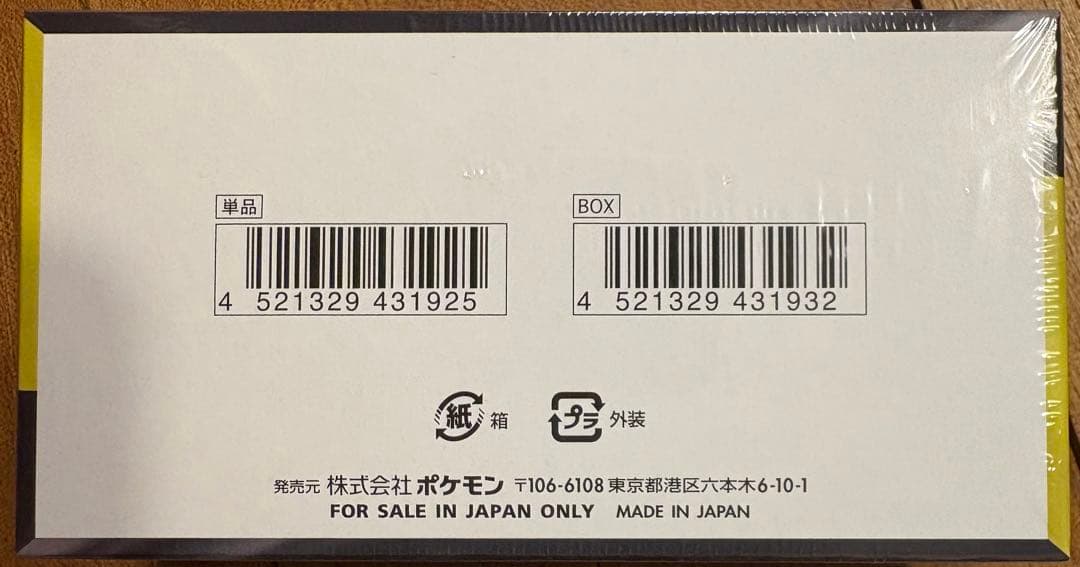 単品
BOX
4 521329 431925
4 521329 431932
紙 箱
プラ 外装
発売元 株式会社 ポケモン 〒106-6108 東京都港区六本木6-10-1
FOR SALE IN JAPAN ONLY MADE IN JAPAN